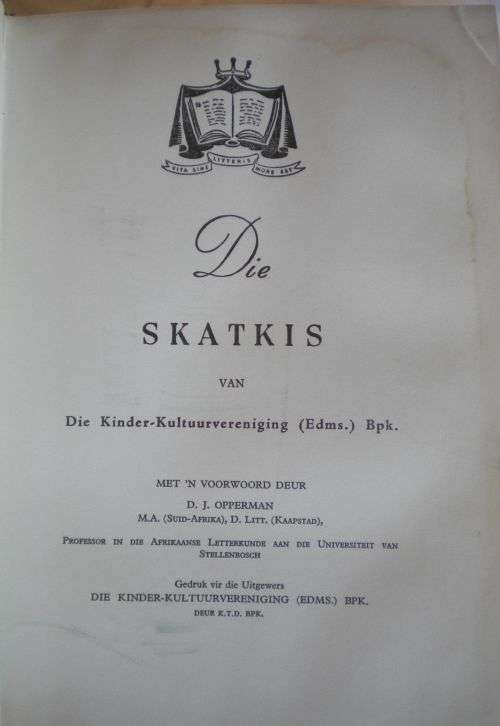 VITA SINE LITTERIS MORS EST
Die
SKATKIS
VAN
Die Kinder-Kultuurvereniging (Edms.) Bpk.
MET 'N VOORWOORD DEUR
D. J. OPPERMAN
M.A. (SUID-AFRIKA), D. LITT. (KAAPSTAD),
PROFESSOR IN DIE AFRIKAANSE LETTERKUNDE AAN DIE UNIVERSITEIT VAN
STELLENBOSCH
Gedruk vir die Uitgewers
DIE KINDER-KULTUURVERENIGING (EDMS.) BPK.
DEUR K.T.D. BPK.